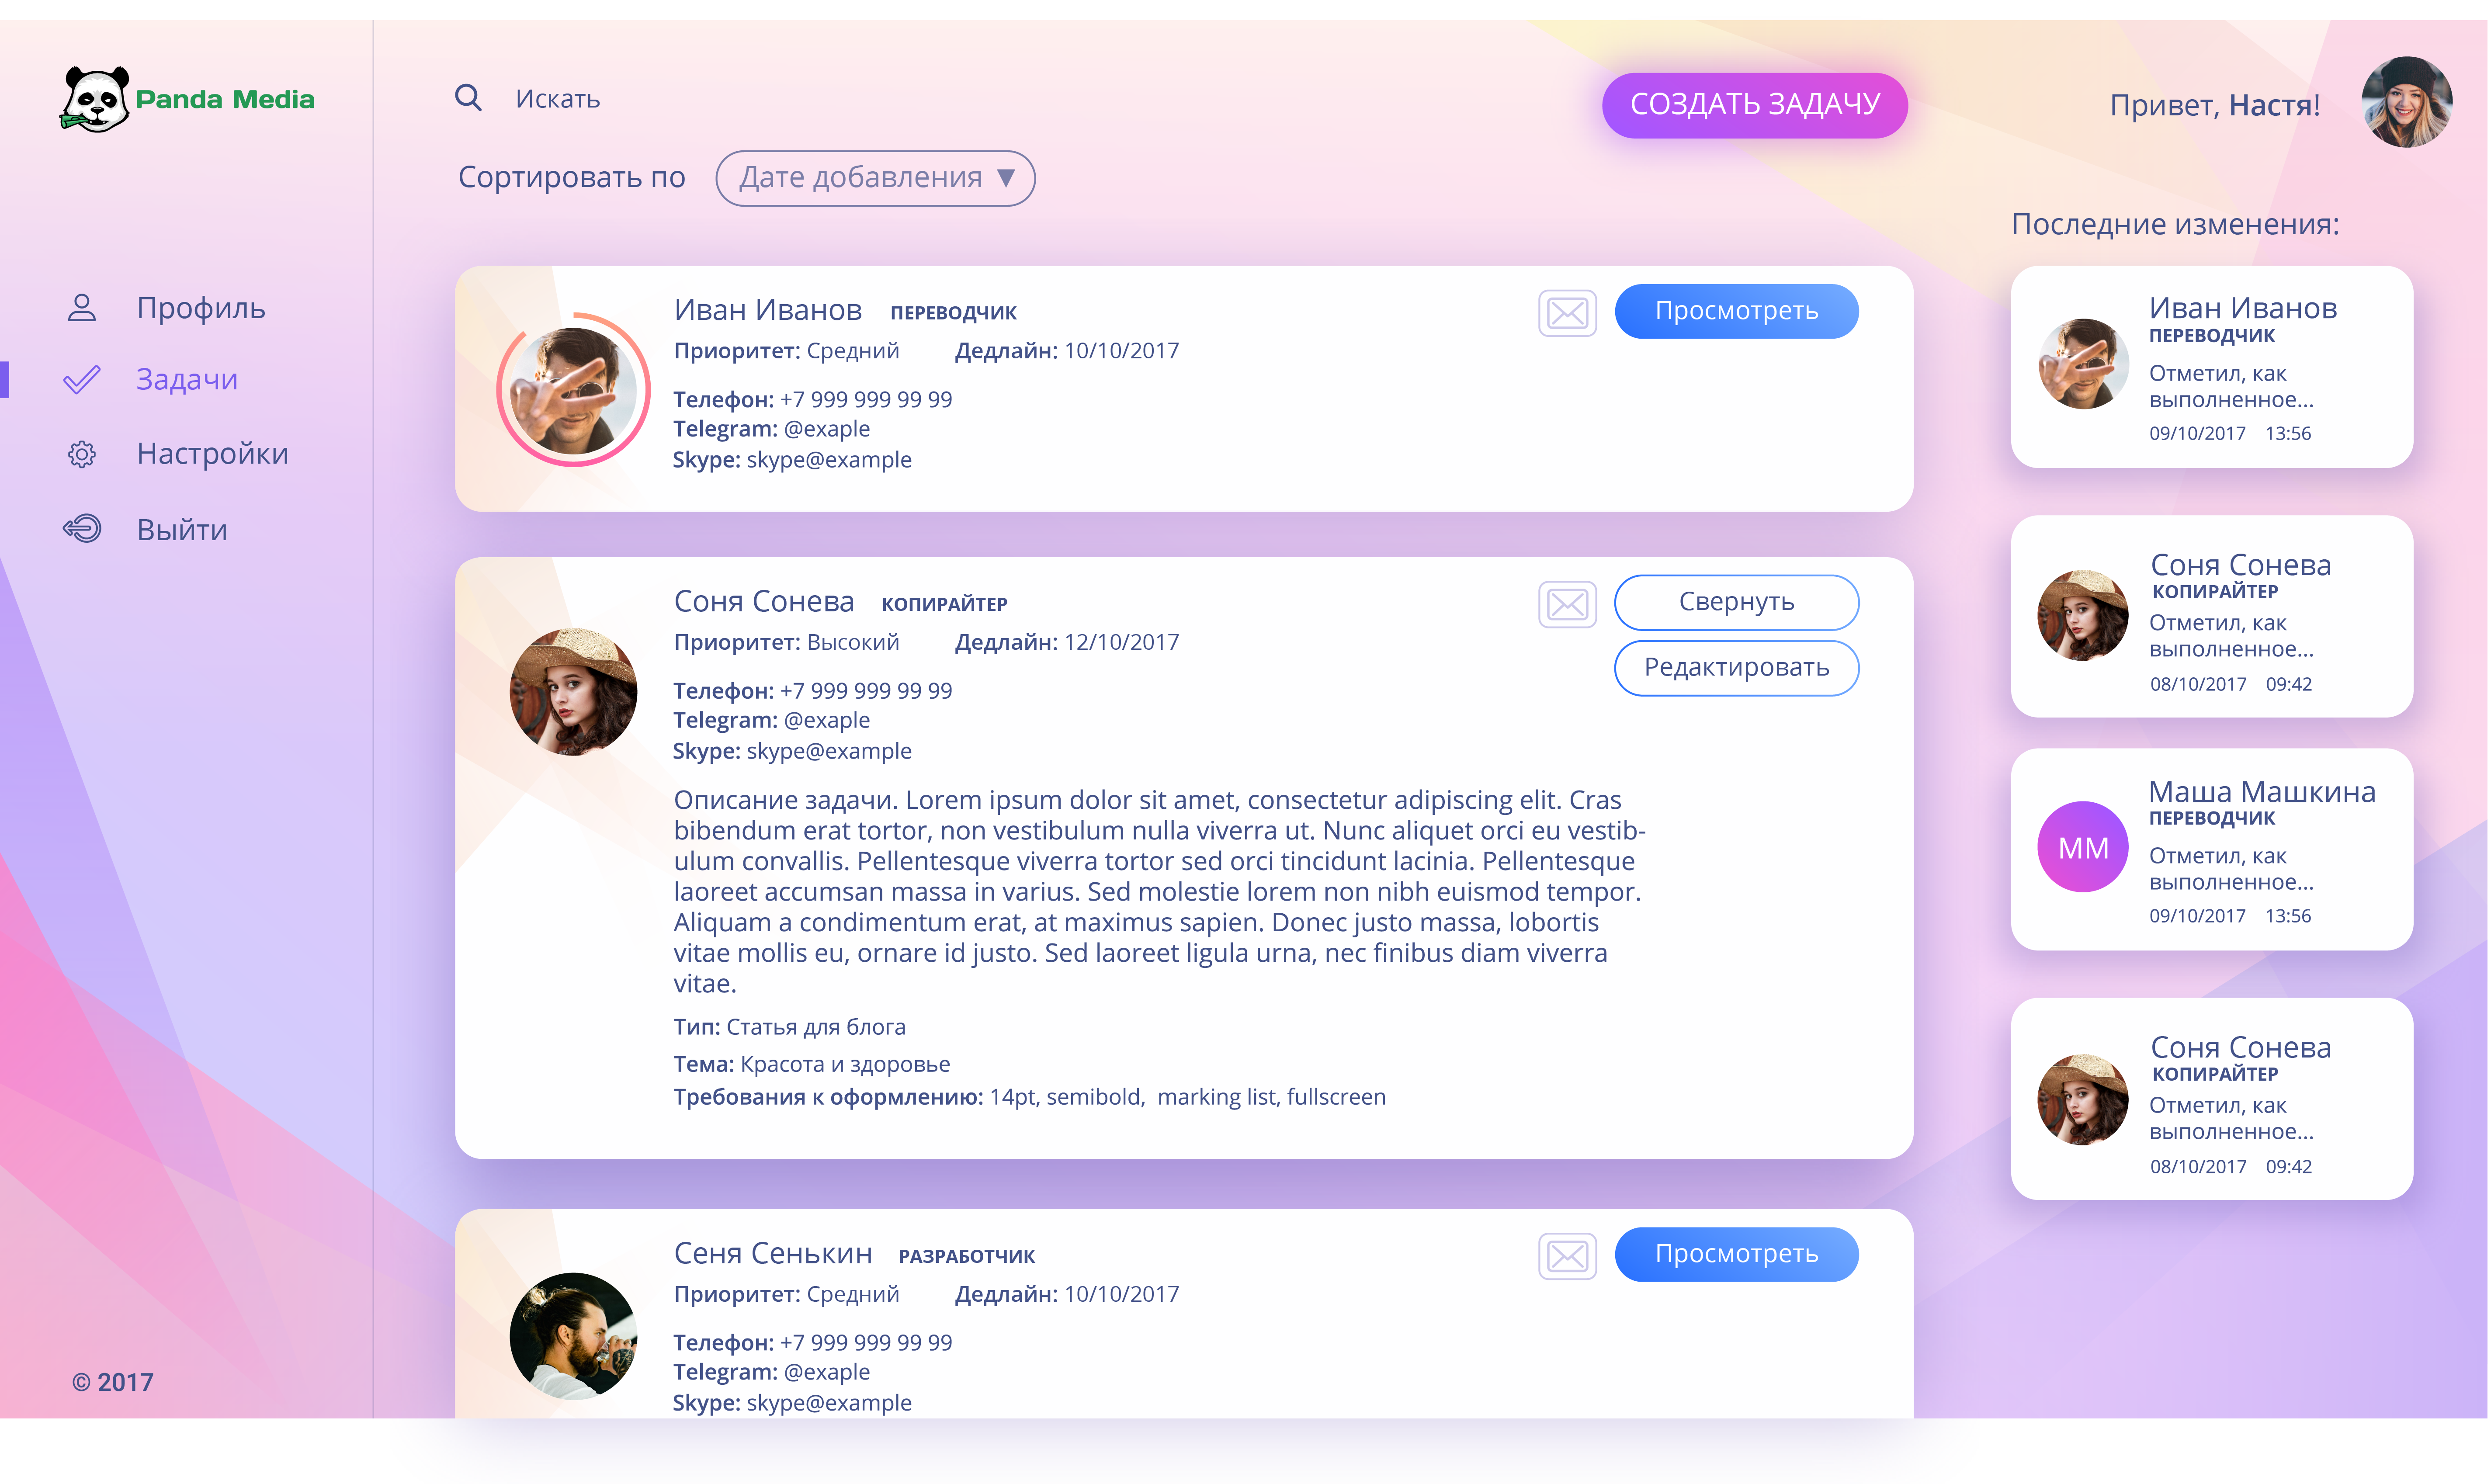 Panda Media
Искать
СОЗДАТЬ ЗАДАЧУ
Привет, Настя!
Сортировать по Дате добавления ▼
Профиль
Задачи
Настройки
Выйти
© 2017
Иван Иванов ПЕРЕВОДЧИК
Просмотреть
Приоритет: Средний Дедлайн: 10/10/2017
Телефон: +7 999 999 99 99
Telegram: @exaple
Skype: skype@example
Соня Сонева КОПИРАЙТЕР
Свернуть
Приоритет: Высокий Дедлайн: 12/10/2017
Редактировать
Телефон: +7 999 999 99 99
Telegram: @exaple
Skype: skype@example
Описание задачи. Lorem ipsum dolor sit amet, consectetur adipiscing elit. Cras
bibendum erat tortor, non vestibulum nulla viverra ut. Nunc aliquet orci eu vestib-
ulum convallis. Pellentesque viverra tortor sed orci tincidunt lacinia. Pellentesque
laoreet accumsan massa in varius. Sed molestie lorem non nibh euismod tempor.
Aliquam a condimentum erat, at maximus sapien. Donec justo massa, lobortis
vitae mollis eu, ornare id justo. Sed laoreet ligula urna, nec finibus diam viverra
vitae.
Тип: Статья для блога
Тема: Красота и здоровье
Требования к оформлению: 14pt, semibold, marking list, fullscreen
Сеня Сенькин РАЗРАБОТЧИК
Просмотреть
Приоритет: Средний Дедлайн: 10/10/2017
Телефон: +7 999 999 99 99
Telegram: @exaple
Skype: skype@example
Последние изменения:
Иван Иванов
ПЕРЕВОДЧИК
Отметил, как
выполненное...
09/10/2017 13:56
Соня Сонева
КОПИРАЙТЕР
Отметил, как
выполненное...
08/10/2017 09:42
ММ
Маша Машкина
ПЕРЕВОДЧИК
Отметил, как
выполненное...
09/10/2017 13:56
Соня Сонева
КОПИРАЙТЕР
Отметил, как
выполненное...
08/10/2017 09:42